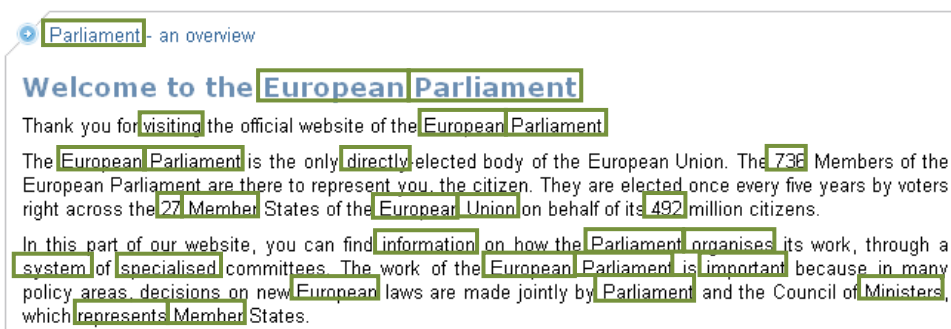 Parliament - an overview
Welcome to the European Parliament
Thank you for visiting the official website of the European Parliament
The European Parliament is the only directly-elected body of the European Union. The 736 Members of the
European Parliament are there to represent you, the citizen. They are elected once every five years by voters
right across the 27 Member States of the European Union on behalf of its 492 million citizens.
In this part of our website, you can find information on how the Parliament organises its work, through a
system of specialised committees. The work of the European Parliament is important because in many
policy areas, decisions on new European laws are made jointly by Parliament and the Council of Ministers,
which represents Member States.